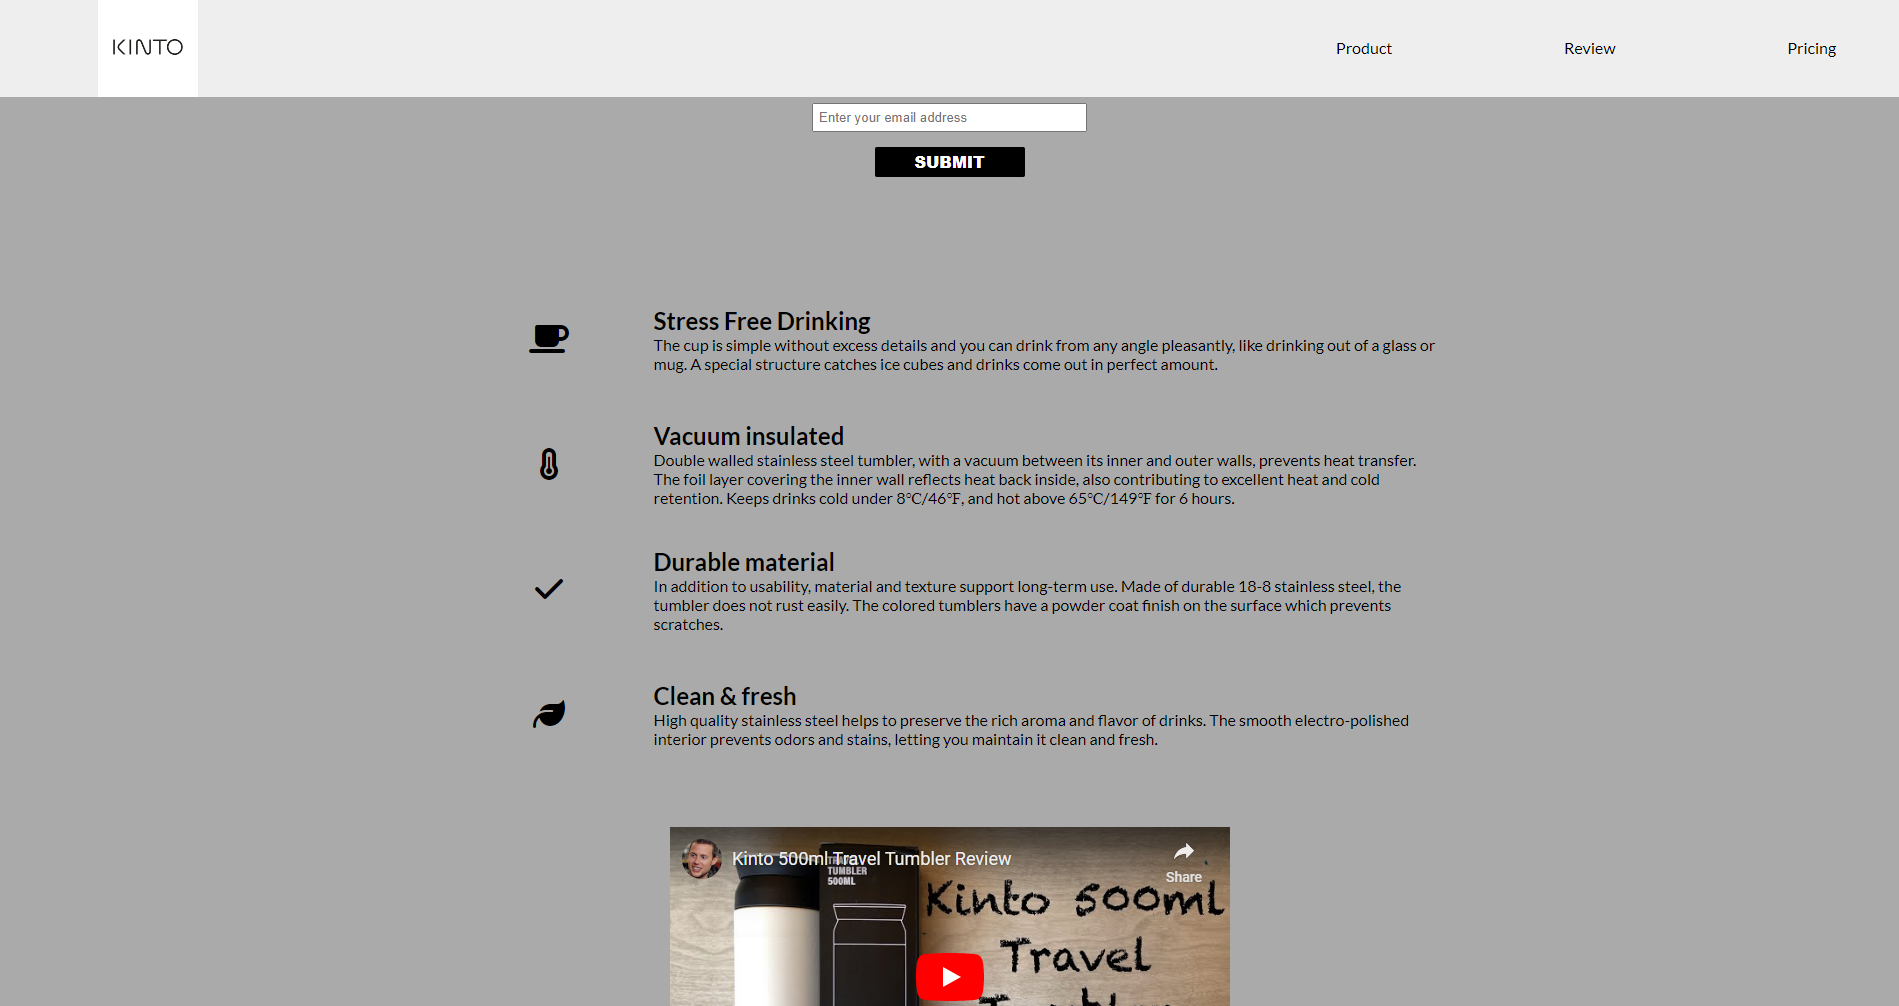 KINTO
Product
Review
Pricing
Enter your email address
SUBMIT
Stress Free Drinking
The cup is simple without excess details and you can drink from any angle pleasantly, like drinking out of a glass or
mug. A special structure catches ice cubes and drinks come out in perfect amount.
Vacuum insulated
Double walled stainless steel tumbler, with a vacuum between its inner and outer walls, prevents heat transfer.
The foil layer covering the inner wall reflects heat back inside, also contributing to excellent heat and cold
retention. Keeps drinks cold under 8℃/46℉, and hot above 65℃/149℉ for 6 hours.
Durable material
In addition to usability, material and texture support long-term use. Made of durable 18-8 stainless steel, the
tumbler does not rust easily. The colored tumblers have a powder coat finish on the surface which prevents
scratches.
Clean & fresh
High quality stainless steel helps to preserve the rich aroma and flavor of drinks. The smooth electro-polished
interior prevents odors and stains, letting you maintain it clean and fresh.
Kinto 500ml Travel Tumbler Review
Share
TUMBLER
500ML
Kinto 500ml
Travel